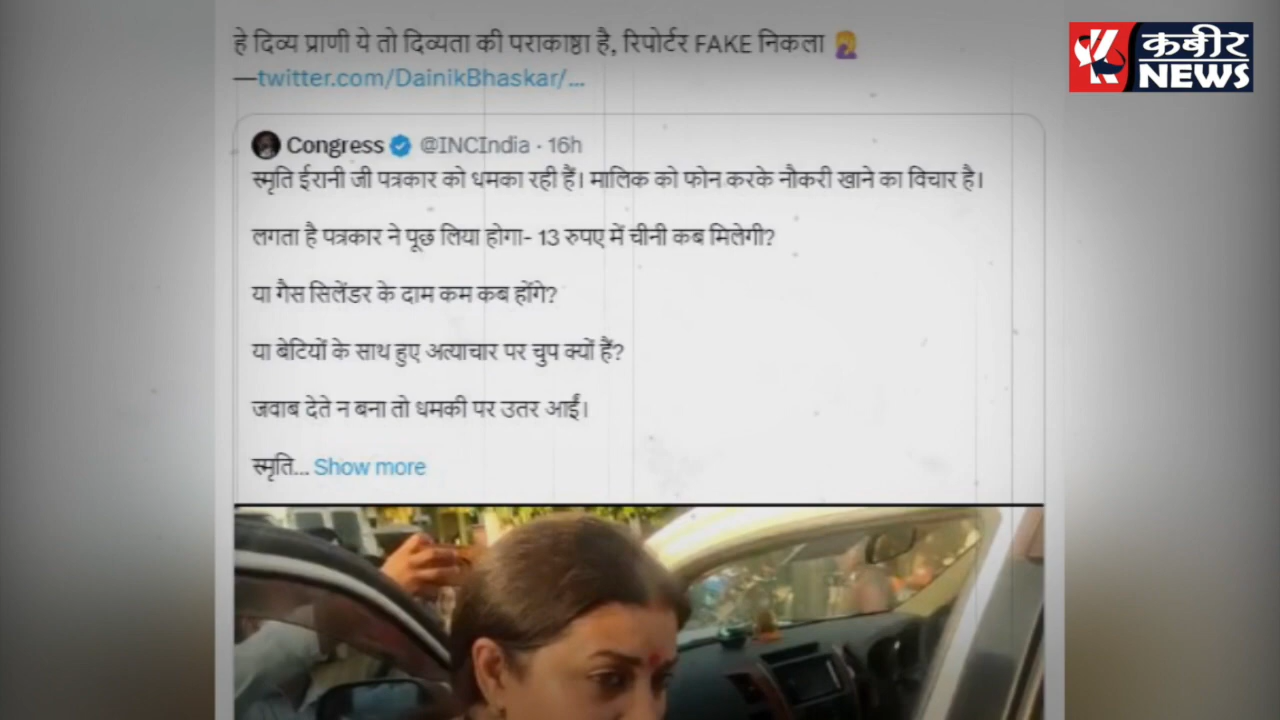 हे दिव्य प्राणी ये तो दिव्यता की पराकाष्ठा है, रिपोर्टर FAKE निकला 🤦‍♀️
—twitter.com/DainikBhaskar/...
कबीर
NEWS
Congress @INCIndia · 16h
स्मृति ईरानी जी पत्रकार को धमका रही हैं। मालिक को फोन करके नौकरी खाने का विचार है।
लगता है पत्रकार ने पूछ लिया होगा- 13 रुपए में चीनी कब मिलेगी?
या गैस सिलेंडर के दाम कम कब होंगे?
या बेटियों के साथ हुए अत्याचार पर चुप क्यों हैं?
जवाब देते न बना तो धमकी पर उतर आईं।
स्मृति... Show more